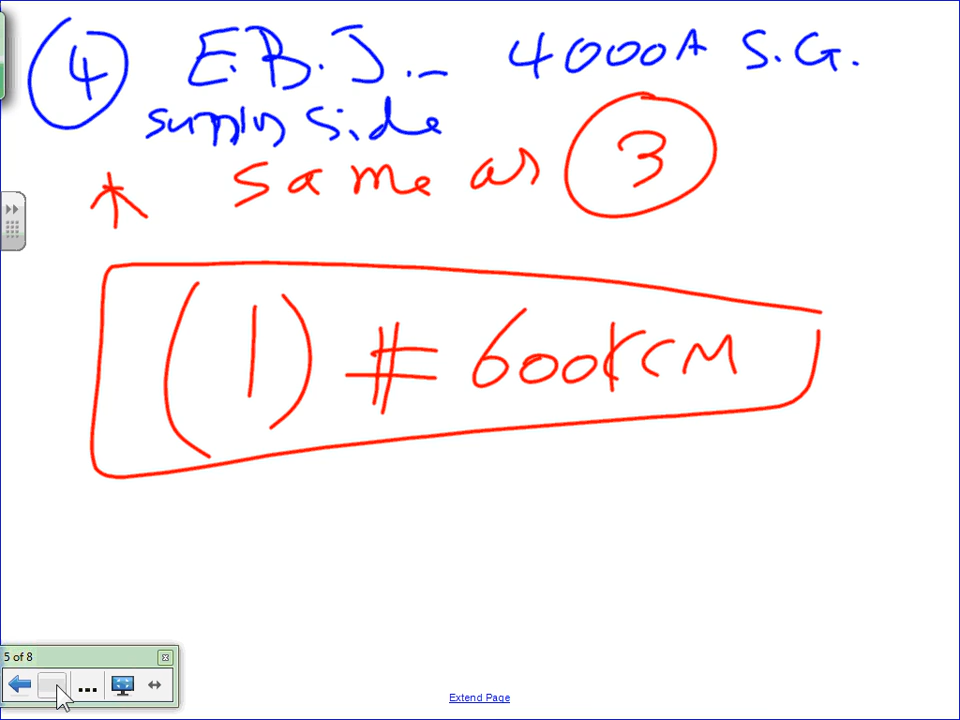 ④ E.B.J. - 4000A S.G.
supply side
* same as ③
(1) # 600KCM
5 of 8
...
Extend Page